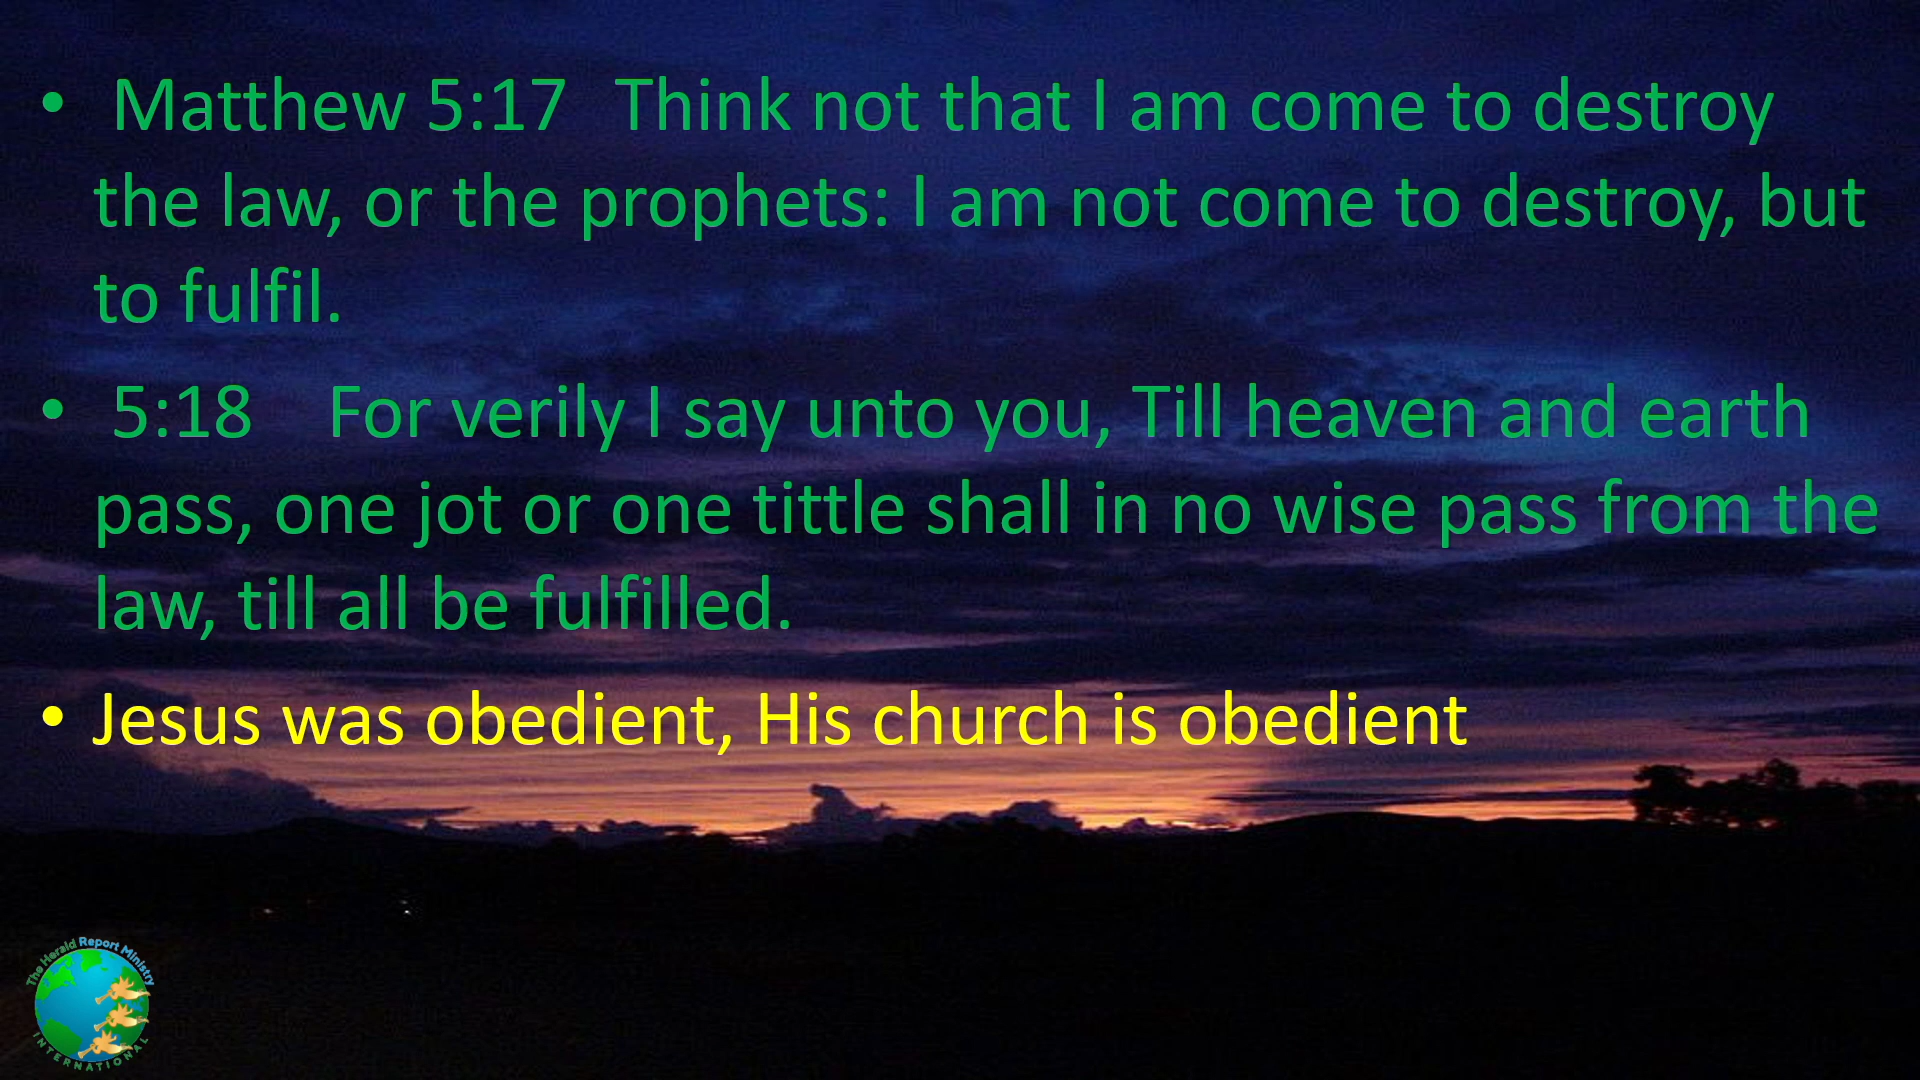 • Matthew 5:17 Think not that I am come to destroy
the law, or the prophets: I am not come to destroy, but
to fulfil.
• 5:18 For verily I say unto you, Till heaven and earth
pass, one jot or one tittle shall in no wise pass from the
law, till all be fulfilled.
• Jesus was obedient, His church is obedient
The Herald Report Ministry
INTERNATIONAL